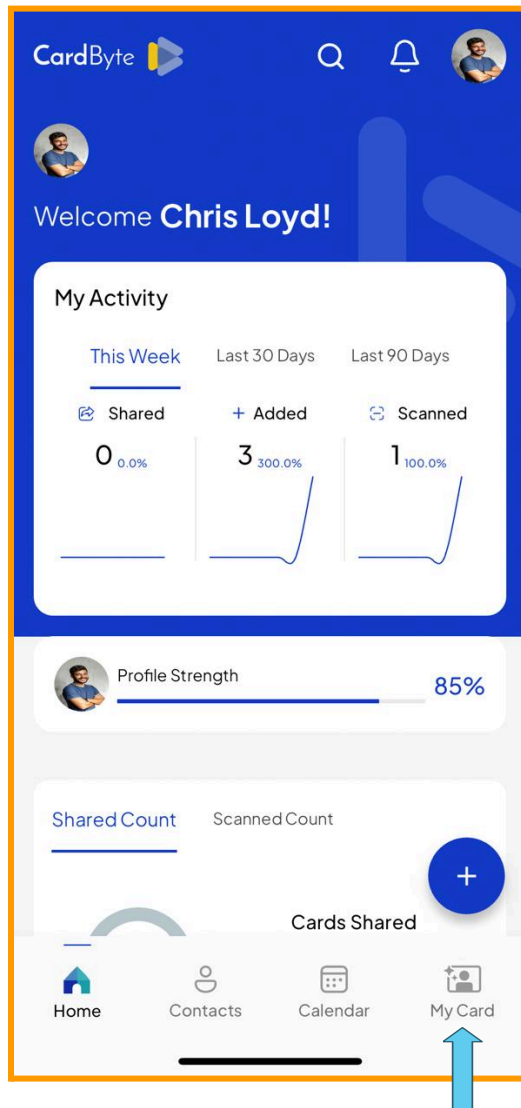 CardByte
Welcome Chris Loyd!
My Activity
This Week Last 30 Days Last 90 Days
Shared + Added Scanned
0 0.0% 3 300.0% 1 100.0%
Profile Strength
85%
Shared Count Scanned Count
+
Cards Shared
Home Contacts Calendar My Card